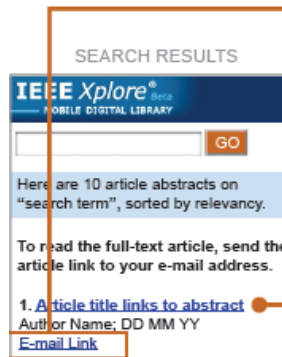 SEARCH RESULTS
IEEE Xplore® Beta
MOBILE DIGITAL LIBRARY
GO
Here are 10 article abstracts on
"search term", sorted by relevancy.
To read the full-text article, send the
article link to your e-mail address.
1. Article title links to abstract
Author Name; DD MM YY
E-mail Link